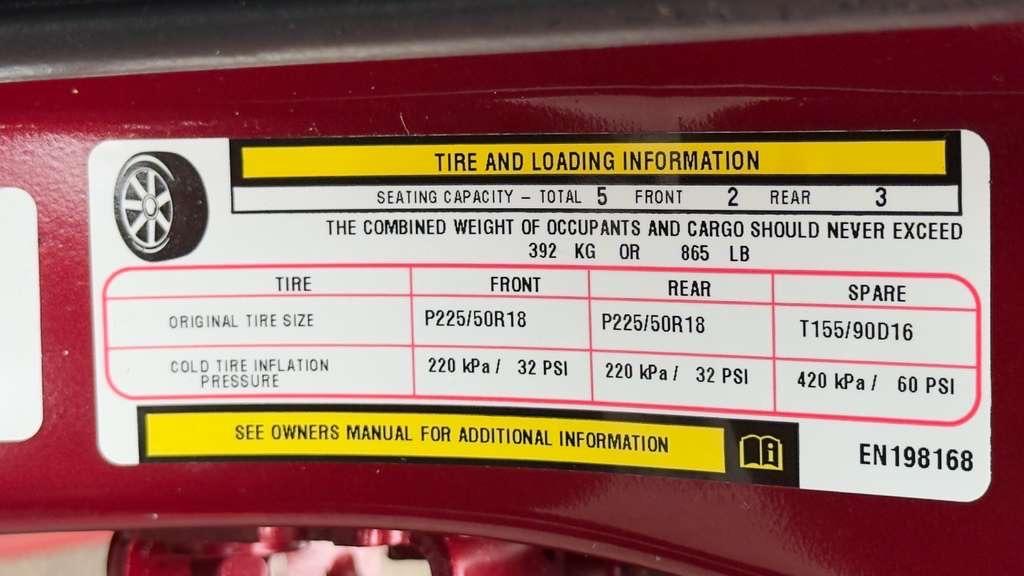 TIRE AND LOADING INFORMATION
SEATING CAPACITY – TOTAL 5 FRONT 2 REAR 3
THE COMBINED WEIGHT OF OCCUPANTS AND CARGO SHOULD NEVER EXCEED
392 KG OR 865 LB
TIRE FRONT REAR SPARE
ORIGINAL TIRE SIZE P225/50R18 P225/50R18 T155/90D16
COLD TIRE INFLATION PRESSURE 220 kPa / 32 PSI 220 kPa / 32 PSI 420 kPa / 60 PSI
SEE OWNERS MANUAL FOR ADDITIONAL INFORMATION
EN198168